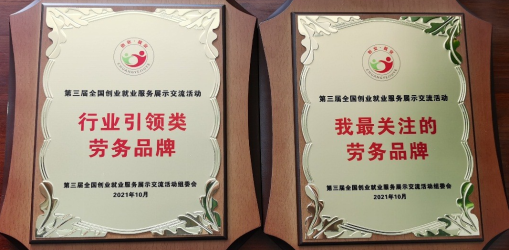 第三届全国创业就业服务展示交流活动
行业引领类
劳务品牌
第三届全国创业就业服务展示交流活动组委会
2021年10月
第三届全国创业就业服务展示交流活动
我最关注的
劳务品牌
第三届全国创业就业服务展示交流活动组委会
2021年10月